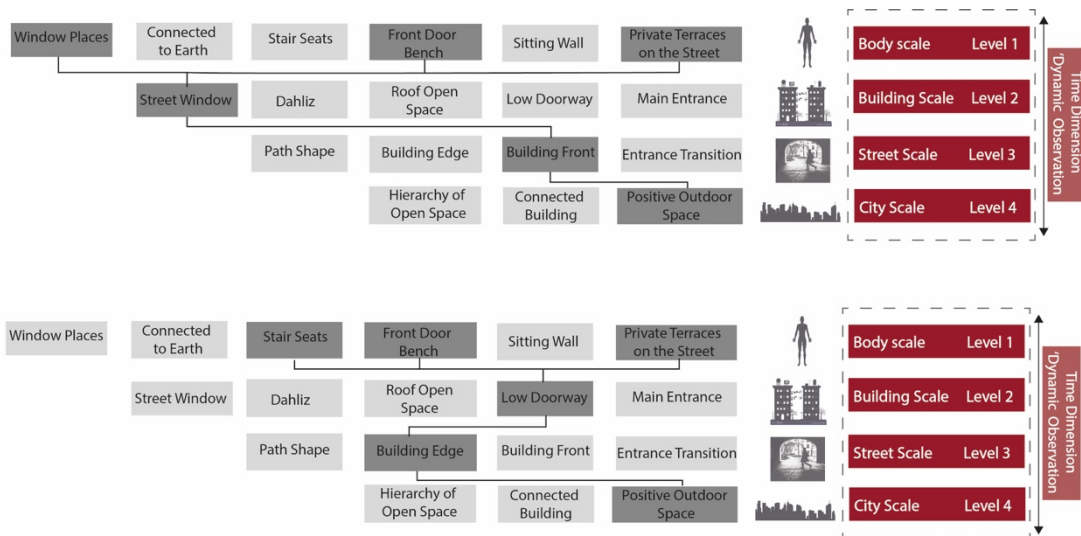 Window Places
Connected
to Earth
Stair Seats
Front Door
Bench
Sitting Wall
Private Terraces
on the Street
Body scale Level 1
Street Window
Dahliz
Roof Open
Space
Low Doorway
Main Entrance
Building Scale Level 2
Path Shape
Building Edge
Building Front
Entrance Transition
Street Scale Level 3
Hierarchy of
Open Space
Connected
Building
Positive Outdoor
Space
City Scale Level 4
Time Dimension
'Dynamic Observation
Window Places
Connected
to Earth
Stair Seats
Front Door
Bench
Sitting Wall
Private Terraces
on the Street
Body scale Level 1
Street Window
Dahliz
Roof Open
Space
Low Doorway
Main Entrance
Building Scale Level 2
Path Shape
Building Edge
Building Front
Entrance Transition
Street Scale Level 3
Hierarchy of
Open Space
Connected
Building
Positive Outdoor
Space
City Scale Level 4
Time Dimension
'Dynamic Observation